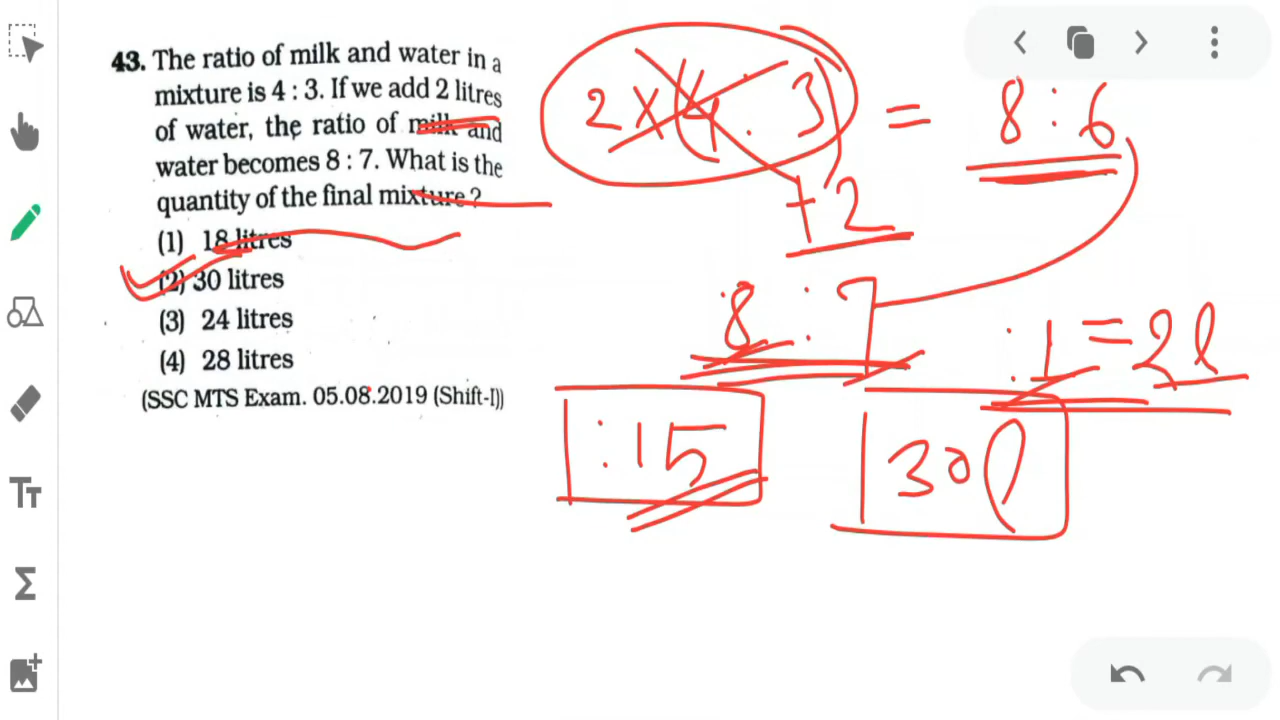 43. The ratio of milk and water in a
mixture is 4 : 3. If we add 2 litres
of water, the ratio of milk and
water becomes 8 : 7. What is the
quantity of the final mixture?
(1) 18 litres
(2) 30 litres
(3) 24 litres
(4) 28 litres
(SSC MTS Exam. 05.08.2019 (Shift-I))
2 × (4 : 3) = 8 : 6
+ 2
8 : 7 : 1 = 2l
: 15 30l
TT
Σ